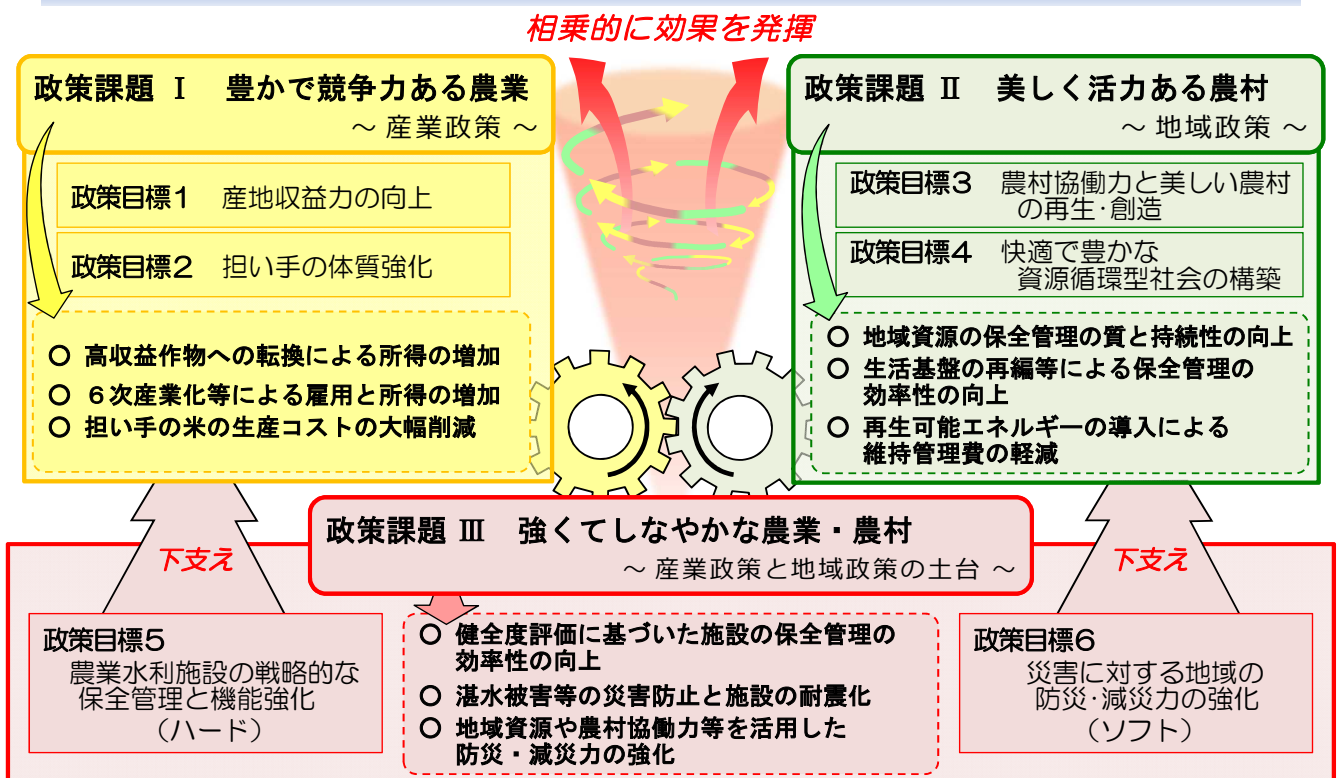 相乗的に効果を発揮
政策課題 Ⅰ 豊かで競争力ある農業
～ 産業政策 ～
政策目標1 産地収益力の向上
政策目標2 担い手の体質強化
○ 高収益作物への転換による所得の増加
○ 6次産業化等による雇用と所得の増加
○ 担い手の米の生産コストの大幅削減
政策課題 Ⅱ 美しく活力ある農村
～ 地域政策 ～
政策目標3 農村協働力と美しい農村
の再生・創造
政策目標4 快適で豊かな
資源循環型社会の構築
○ 地域資源の保全管理の質と持続性の向上
○ 生活基盤の再編等による保全管理の
効率性の向上
○ 再生可能エネルギーの導入による
維持管理費の軽減
政策課題 Ⅲ 強くてしなやかな農業・農村
～ 産業政策と地域政策の土台 ～
下支え
下支え
政策目標5
農業水利施設の戦略的な
保全管理と機能強化
（ハード）
○ 健全度評価に基づいた施設の保全管理の
効率性の向上
○ 湛水被害等の災害防止と施設の耐震化
○ 地域資源や農村協働力等を活用した
防災・減災力の強化
政策目標6
災害に対する地域の
防災・減災力の強化
（ソフト）